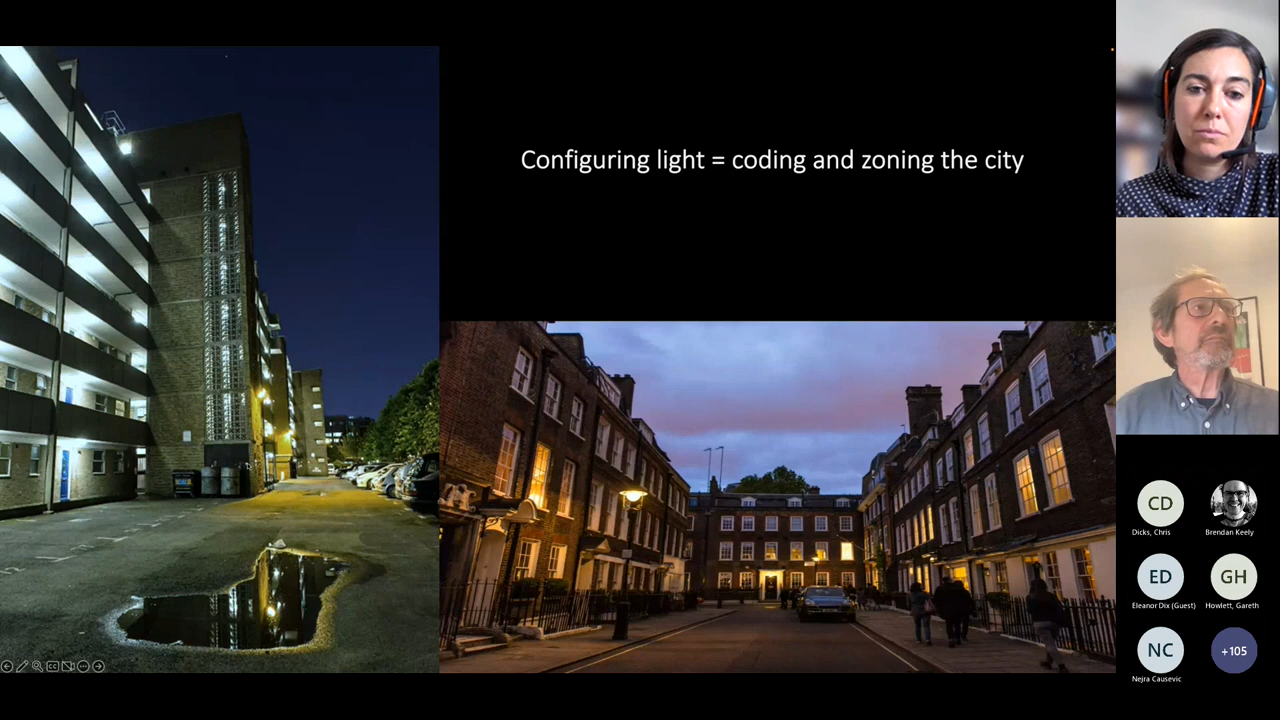 Configuring light = coding and zoning the city
CD
Dicks, Chris
Brendan Keely
ED
GH
Eleanor Dix (Guest)
Howlett, Gareth
NC
+105
Nejra Causevic